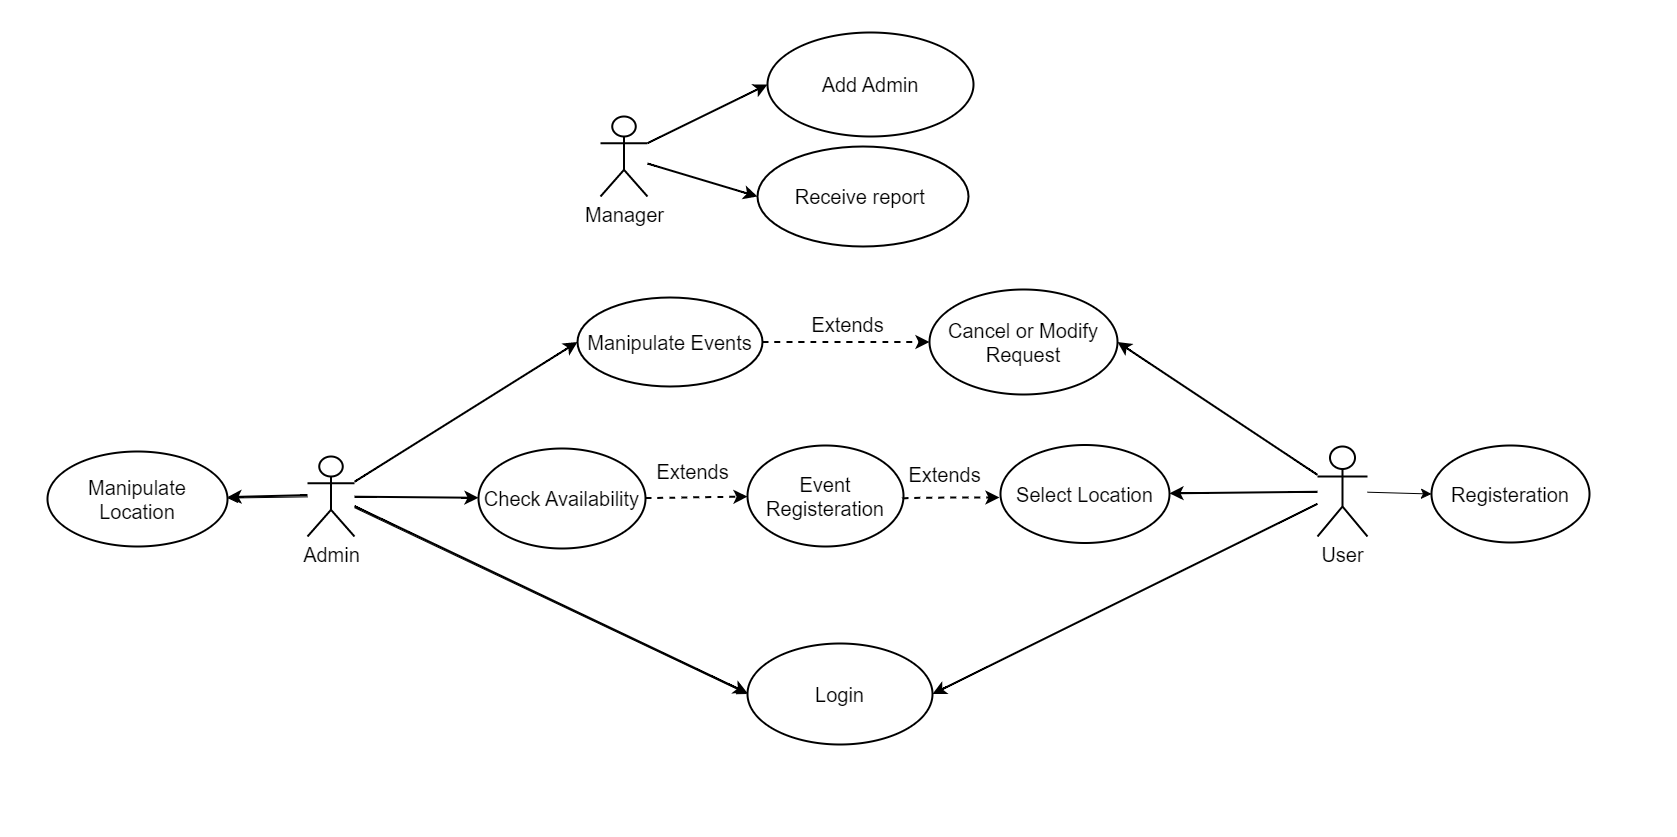 Add Admin
Receive report
Manager
Manipulate Events
Extends
Cancel or Modify
Request
Manipulate
Location
Admin
Check Availability
Extends
Event
Registeration
Extends
Select Location
User
Registeration
Login